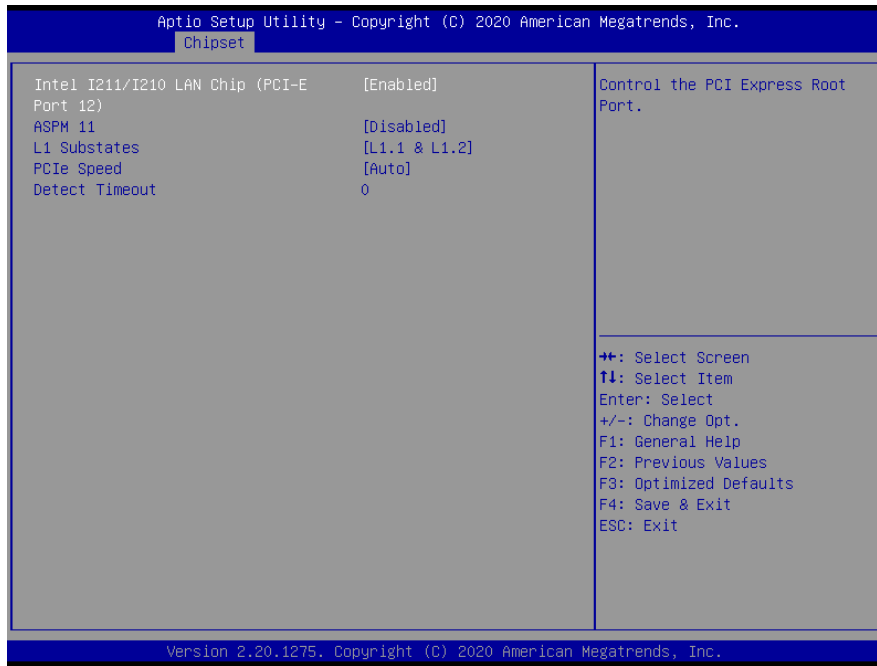 Aptio Setup Utility – Copyright (C) 2020 American Megatrends, Inc.
Chipset
Intel I211/I210 LAN Chip (PCI-E Port 12) [Enabled]
ASPM 11 [Disabled]
L1 Substates [L1.1 & L1.2]
PCIe Speed [Auto]
Detect Timeout 0
Control the PCI Express Root
Port.
→←: Select Screen
↑↓: Select Item
Enter: Select
+/-: Change Opt.
F1: General Help
F2: Previous Values
F3: Optimized Defaults
F4: Save & Exit
ESC: Exit
Version 2.20.1275. Copyright (C) 2020 American Megatrends, Inc.